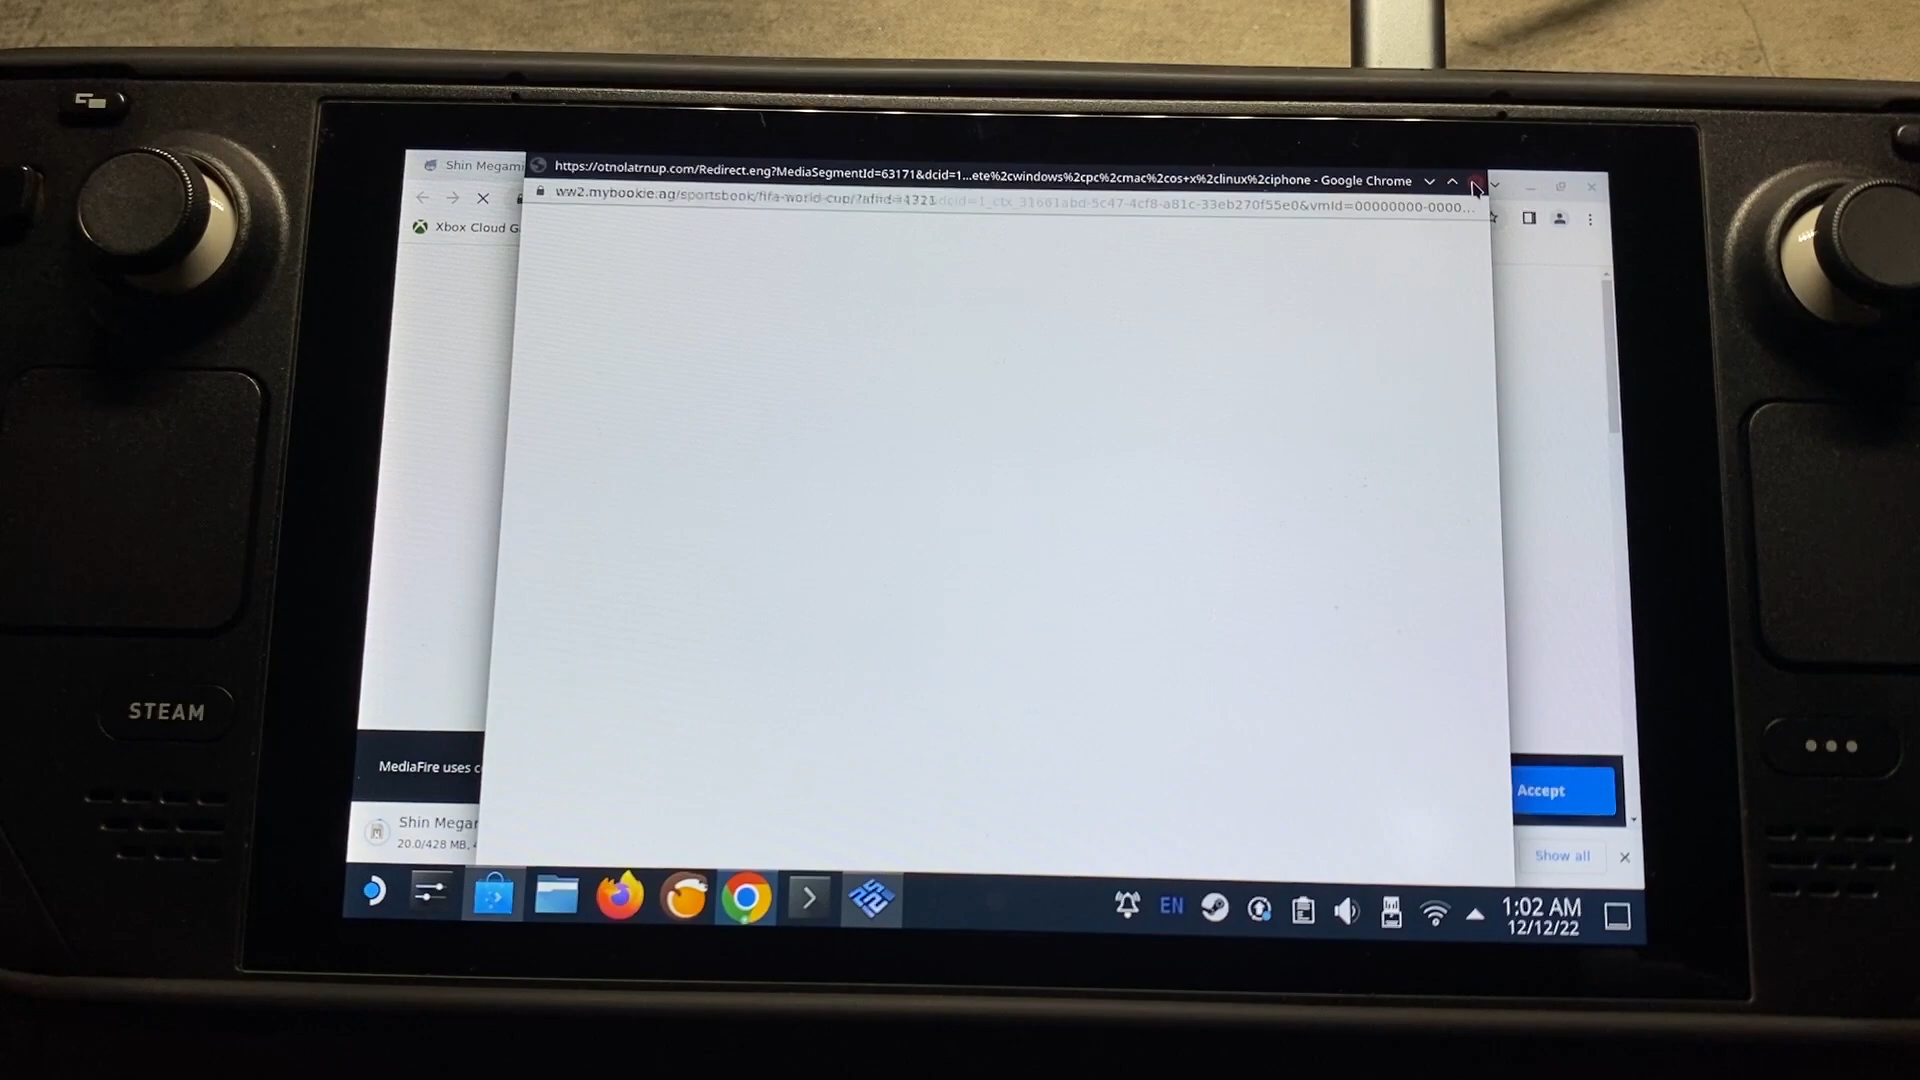 Shin Megami
https://otnolatrnup.com/Redirect.eng?MediaSegmentId=63171&dcid=1...ete%2cwindows%2cpc%2cmac%2cos+x%2clinux%2ciphone - Google Chrome
ww2.mybookie.ag/sportsbook/fifa-world-cup/?afid=4321
Xbox Cloud G
STEAM
MediaFire uses c
Accept
Shin Megam
20.0/428 MB,
Show all
EN
1:02 AM
12/12/22